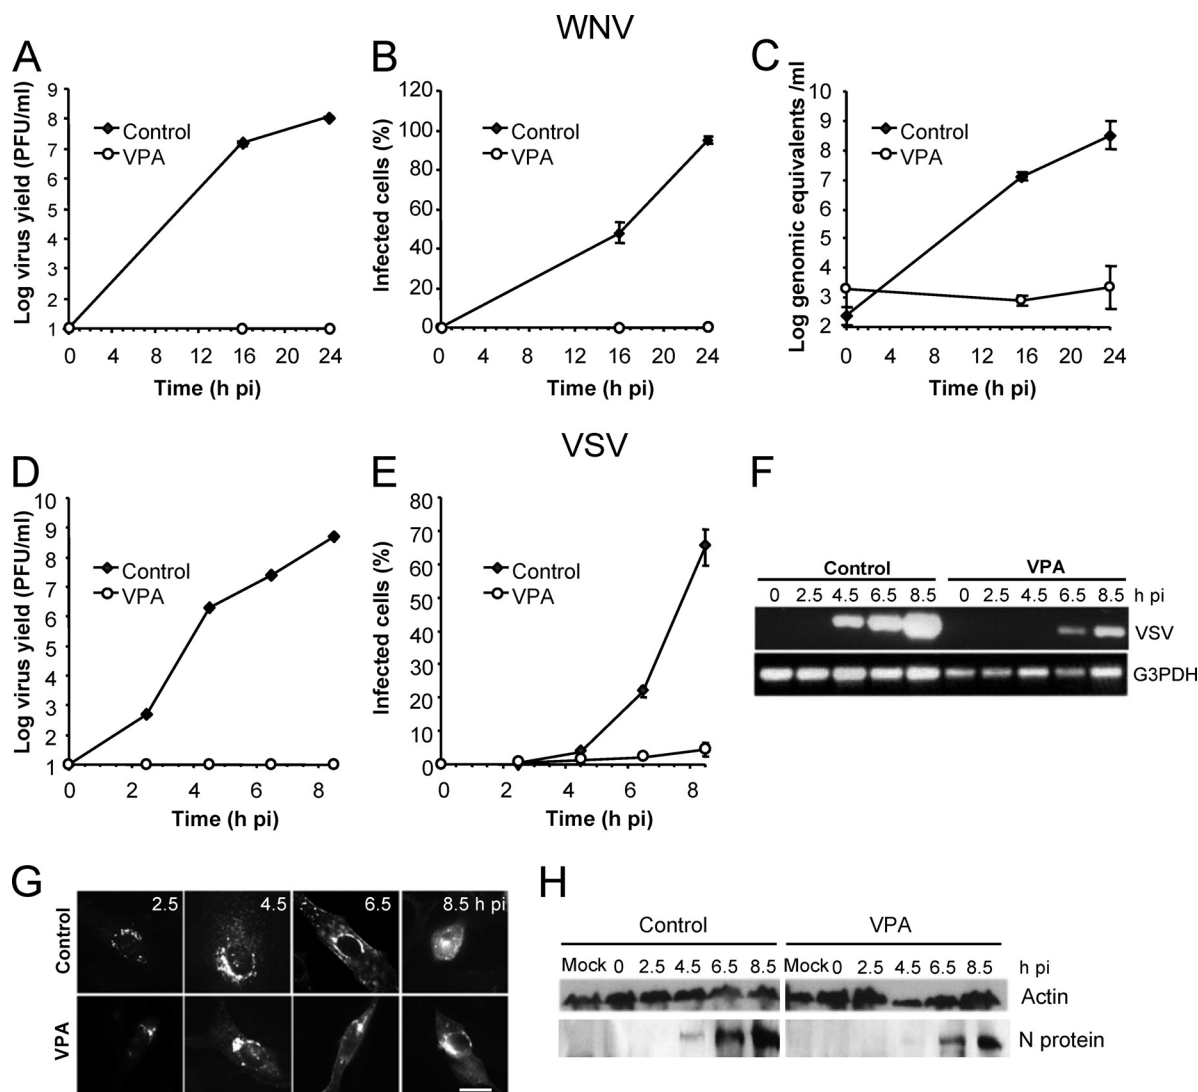 WNV
A
Log virus yield (PFU/ml)
9
8
7
6
5
4
3
2
1
Control
VPA
0 4 8 12 16 20 24
Time (h pi)
B
Infected cells (%)
120
100
80
60
40
20
0
Control
VPA
0 4 8 12 16 20 24
Time (h pi)
C
Log genomic equivalents /ml
10
9
8
7
6
5
4
3
2
Control
VPA
0 4 8 12 16 20 24
Time (h pi)
VSV
D
Log virus yield (PFU/ml)
10
9
8
7
6
5
4
3
2
1
Control
VPA
0 2 4 6 8
Time (h pi)
E
Infected cells (%)
80
70
60
50
40
30
20
10
0
Control
VPA
0 2 4 6 8
Time (h pi)
F
Control VPA
0 2.5 4.5 6.5 8.5 0 2.5 4.5 6.5 8.5 h pi
VSV
G3PDH
G
2.5 4.5 6.5 8.5 h pi
Control
VPA
H
Control VPA
Mock 0 2.5 4.5 6.5 8.5 Mock 0 2.5 4.5 6.5 8.5 h pi
Actin
N protein